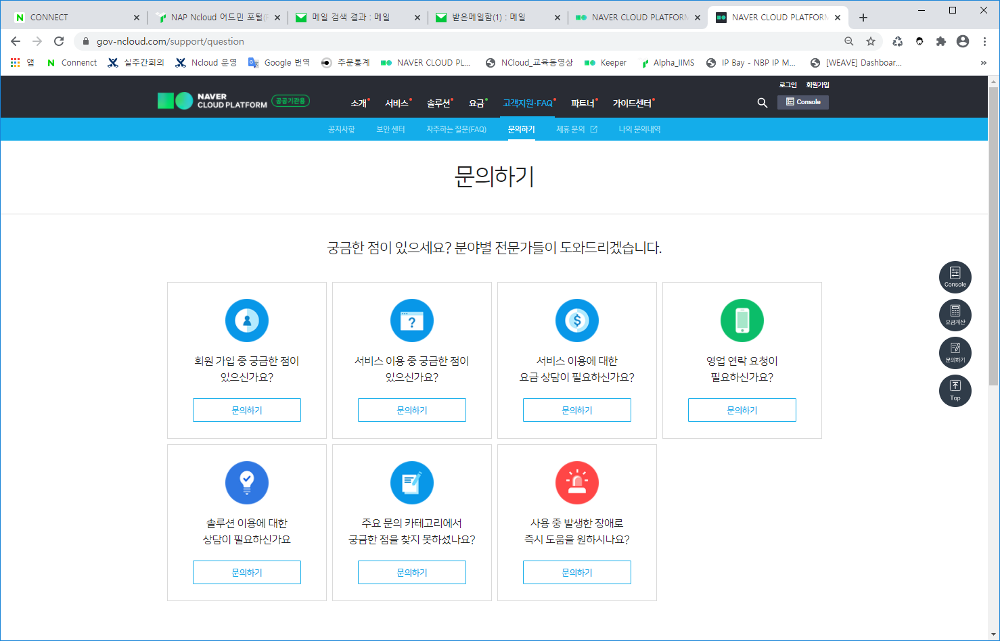 CONNECT
NAP Ncloud 어드민 포털(F
메일 검색 결과 : 메일
받은메일함(1) : 메일
NAVER CLOUD PLATFORM
NAVER CLOUD PLATFORM
gov-ncloud.com/support/question
앱
Connenct
실주간회의
Ncloud 운영
Google 번역
주문통계
NAVER CLOUD PL...
NCloud_교육동영상
Keeper
Alpha_IIMS
IP Bay - NBP IP M...
[WEAVE] Dashboar...
로그인 회원가입
NAVER
CLOUD PLATFORM
공공기관용
소개 서비스 솔루션 요금 고객지원·FAQ 파트너 가이드센터
Console
공지사항 보안 센터 자주하는 질문(FAQ) 문의하기 제휴 문의 나의 문의내역
문의하기
궁금한 점이 있으세요? 분야별 전문가들이 도와드리겠습니다.
회원 가입 중 궁금한 점이
있으신가요?
문의하기
서비스 이용 중 궁금한 점이
있으신가요?
문의하기
서비스 이용에 대한
요금 상담이 필요하신가요?
문의하기
영업 연락 요청이
필요하신가요?
문의하기
솔루션 이용에 대한
상담이 필요하신가요
문의하기
주요 문의 카테고리에서
궁금한 점을 찾지 못하셨나요?
문의하기
사용 중 발생한 장애로
즉시 도움을 원하시나요?
문의하기
Console
요금계산
문의하기
Top